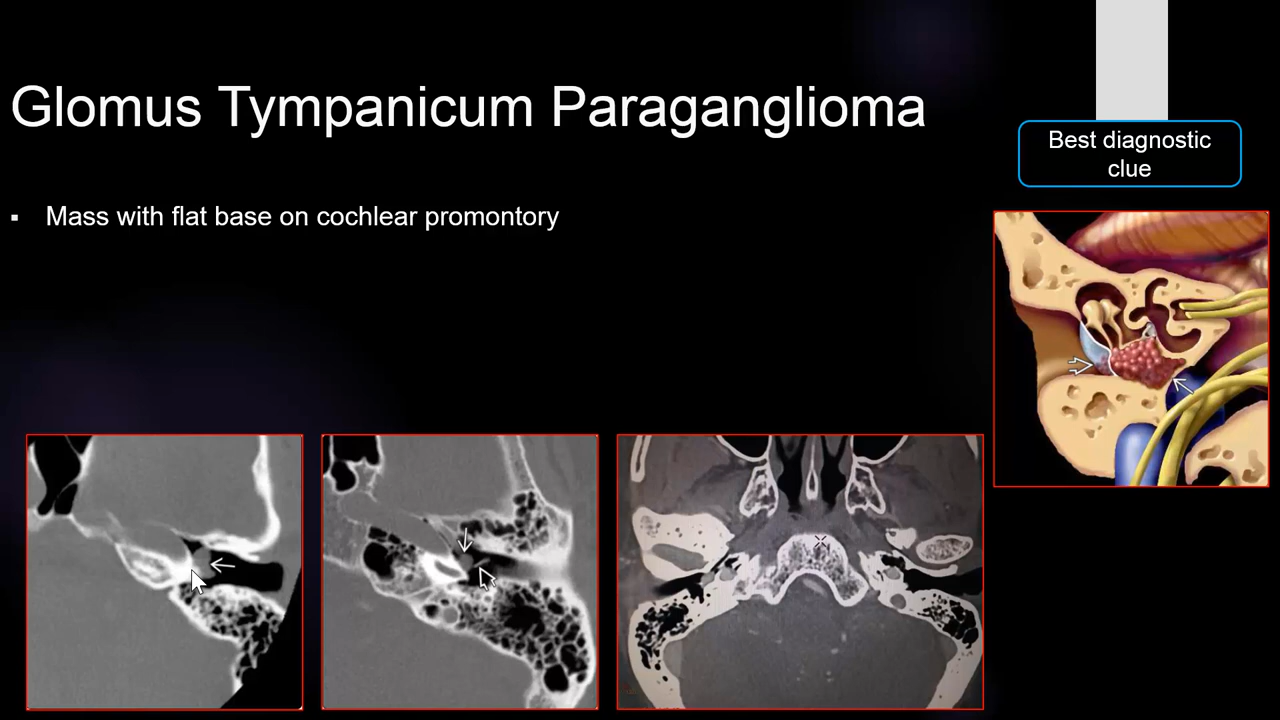 Glomus Tympanicum Paraganglioma
Best diagnostic
clue
▪ Mass with flat base on cochlear promontory